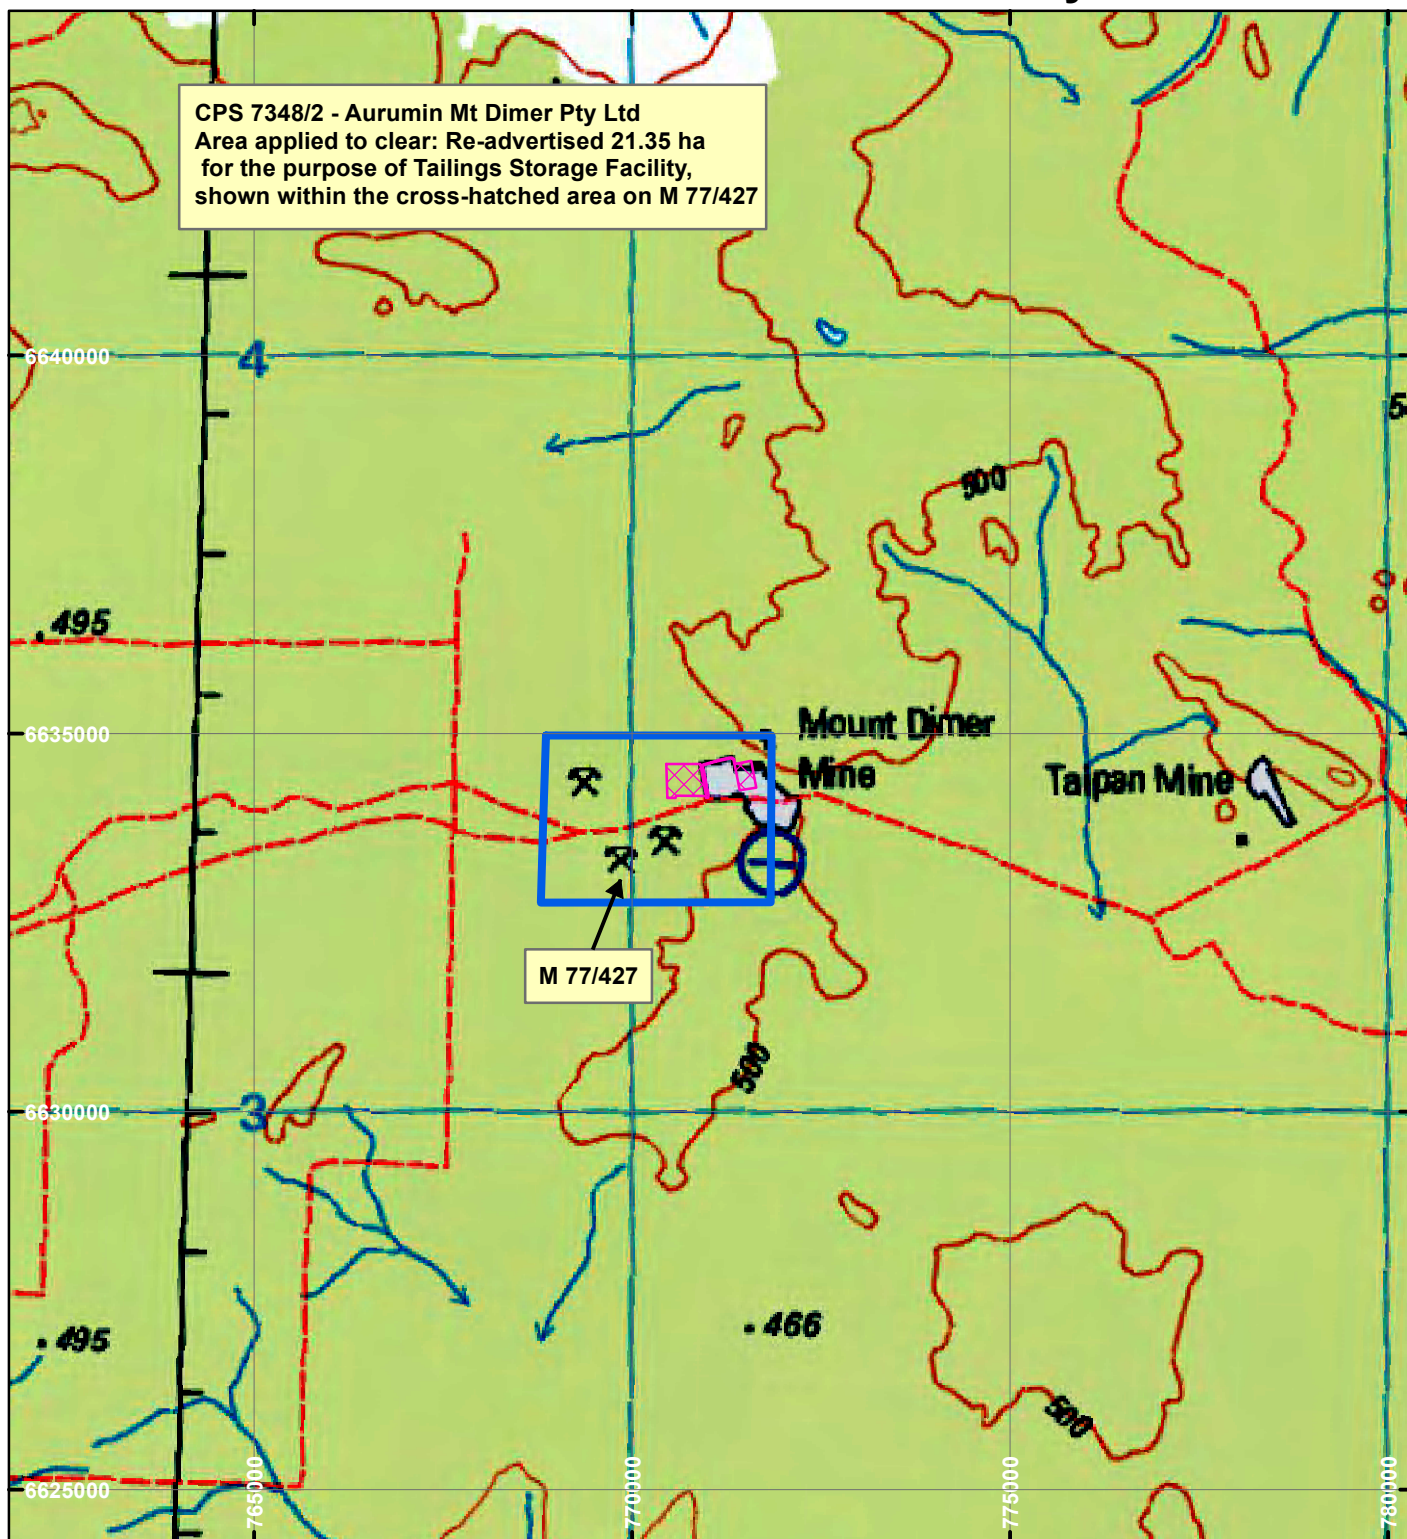 CPS 7348/2 - Aurumin Mt Dimer Pty Ltd
Area applied to clear: Re-advertised 21.35 ha
for the purpose of Tailings Storage Facility,
shown within the cross-hatched area on M 77/427
6640000
4
500
.495
Mount Dimer
Mine
6635000
Taipan Mine
M 77/427
500
6630000
3
.466
.495
500
6625000
765000
770000
775000
780000